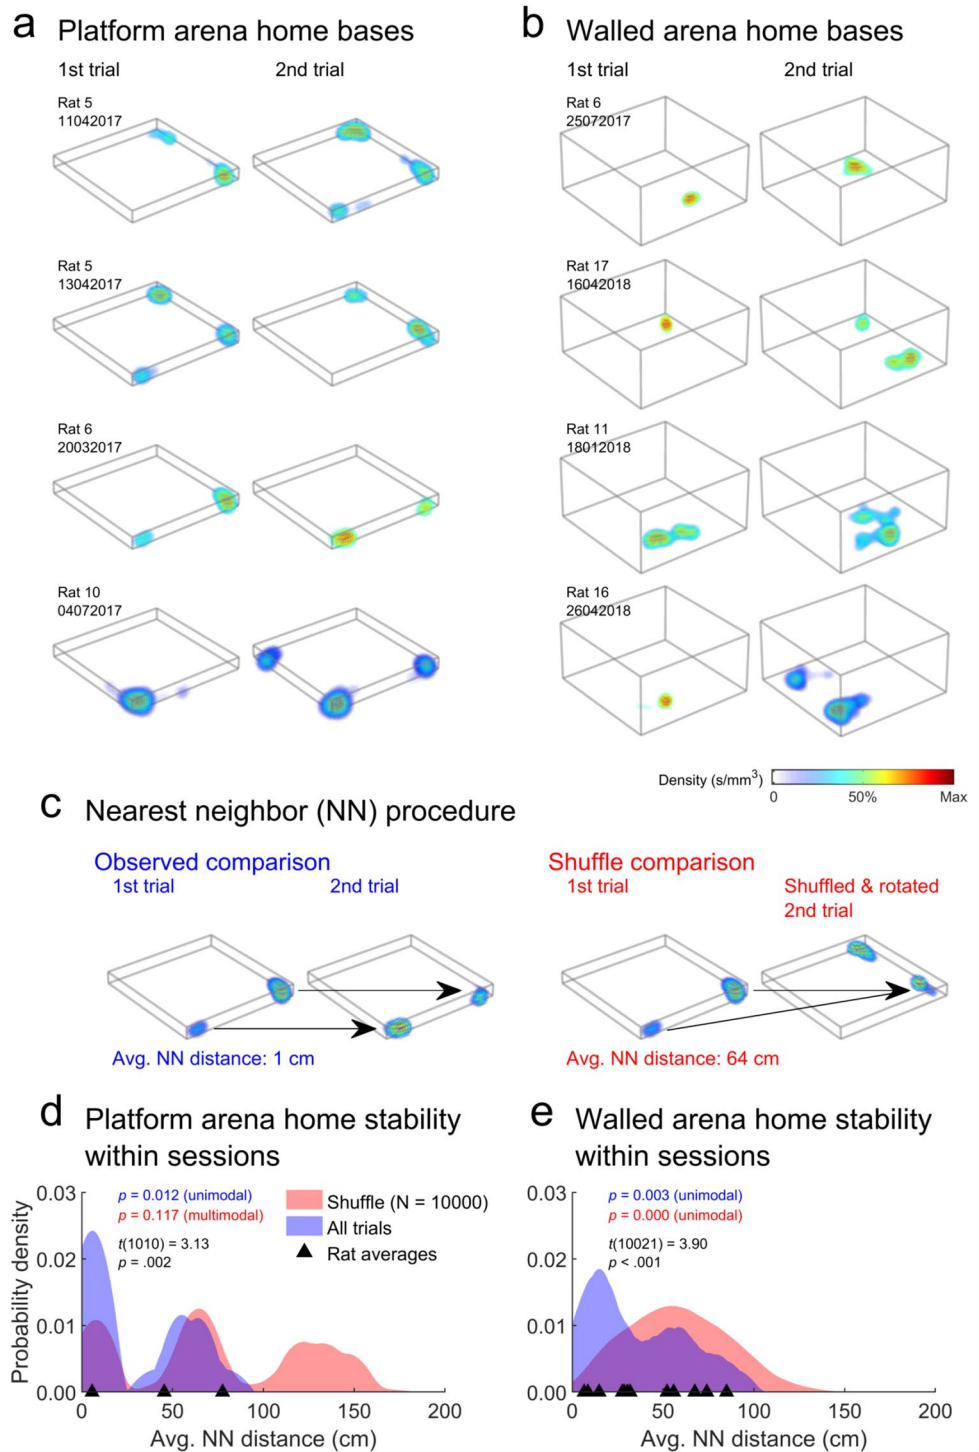 a Platform arena home bases
1st trial 2nd trial
Rat 5
11042017
Rat 5
13042017
Rat 6
20032017
Rat 10
04072017
b Walled arena home bases
1st trial 2nd trial
Rat 6
25072017
Rat 17
16042018
Rat 11
18012018
Rat 16
26042018
Density (s/mm³)
0 50% Max
c Nearest neighbor (NN) procedure
Observed comparison
1st trial 2nd trial
Avg. NN distance: 1 cm
Shuffle comparison
1st trial Shuffled & rotated
2nd trial
Avg. NN distance: 64 cm
d Platform arena home stability
within sessions
p = 0.012 (unimodal)
p = 0.117 (multimodal)
t(1010) = 3.13
p = .002
Shuffle (N = 10000)
All trials
Rat averages
Probability density
0.03
0.02
0.01
0.00
0 50 100 150 200
Avg. NN distance (cm)
e Walled arena home stability
within sessions
p = 0.003 (unimodal)
p = 0.000 (unimodal)
t(10021) = 3.90
p < .001
0.03
0.02
0.01
0.00
0 50 100 150 200
Avg. NN distance (cm)